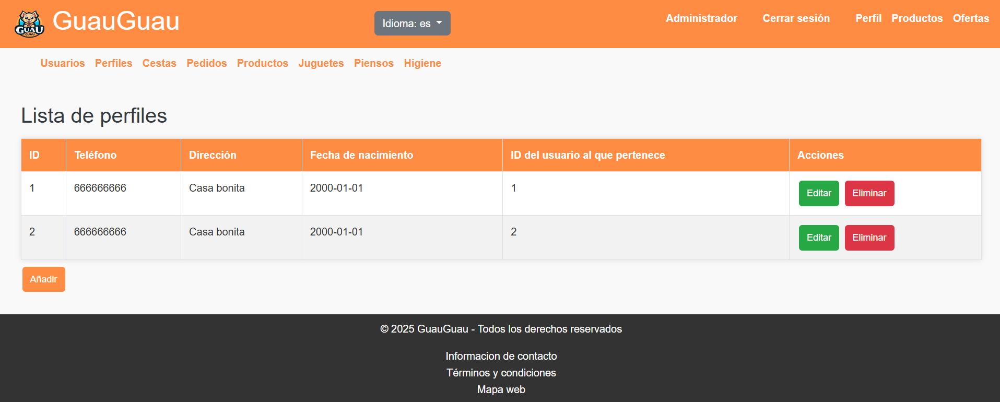 GUAU
GUAU
GuauGuau
Idioma: es
Administrador Cerrar sesión Perfil Productos Ofertas
Usuarios Perfiles Cestas Pedidos Productos Juguetes Piensos Higiene
Lista de perfiles
ID Teléfono Dirección Fecha de nacimiento ID del usuario al que pertenece Acciones
1 666666666 Casa bonita 2000-01-01 1 Editar Eliminar
2 666666666 Casa bonita 2000-01-01 2 Editar Eliminar
Añadir
© 2025 GuauGuau - Todos los derechos reservados
Informacion de contacto
Términos y condiciones
Mapa web